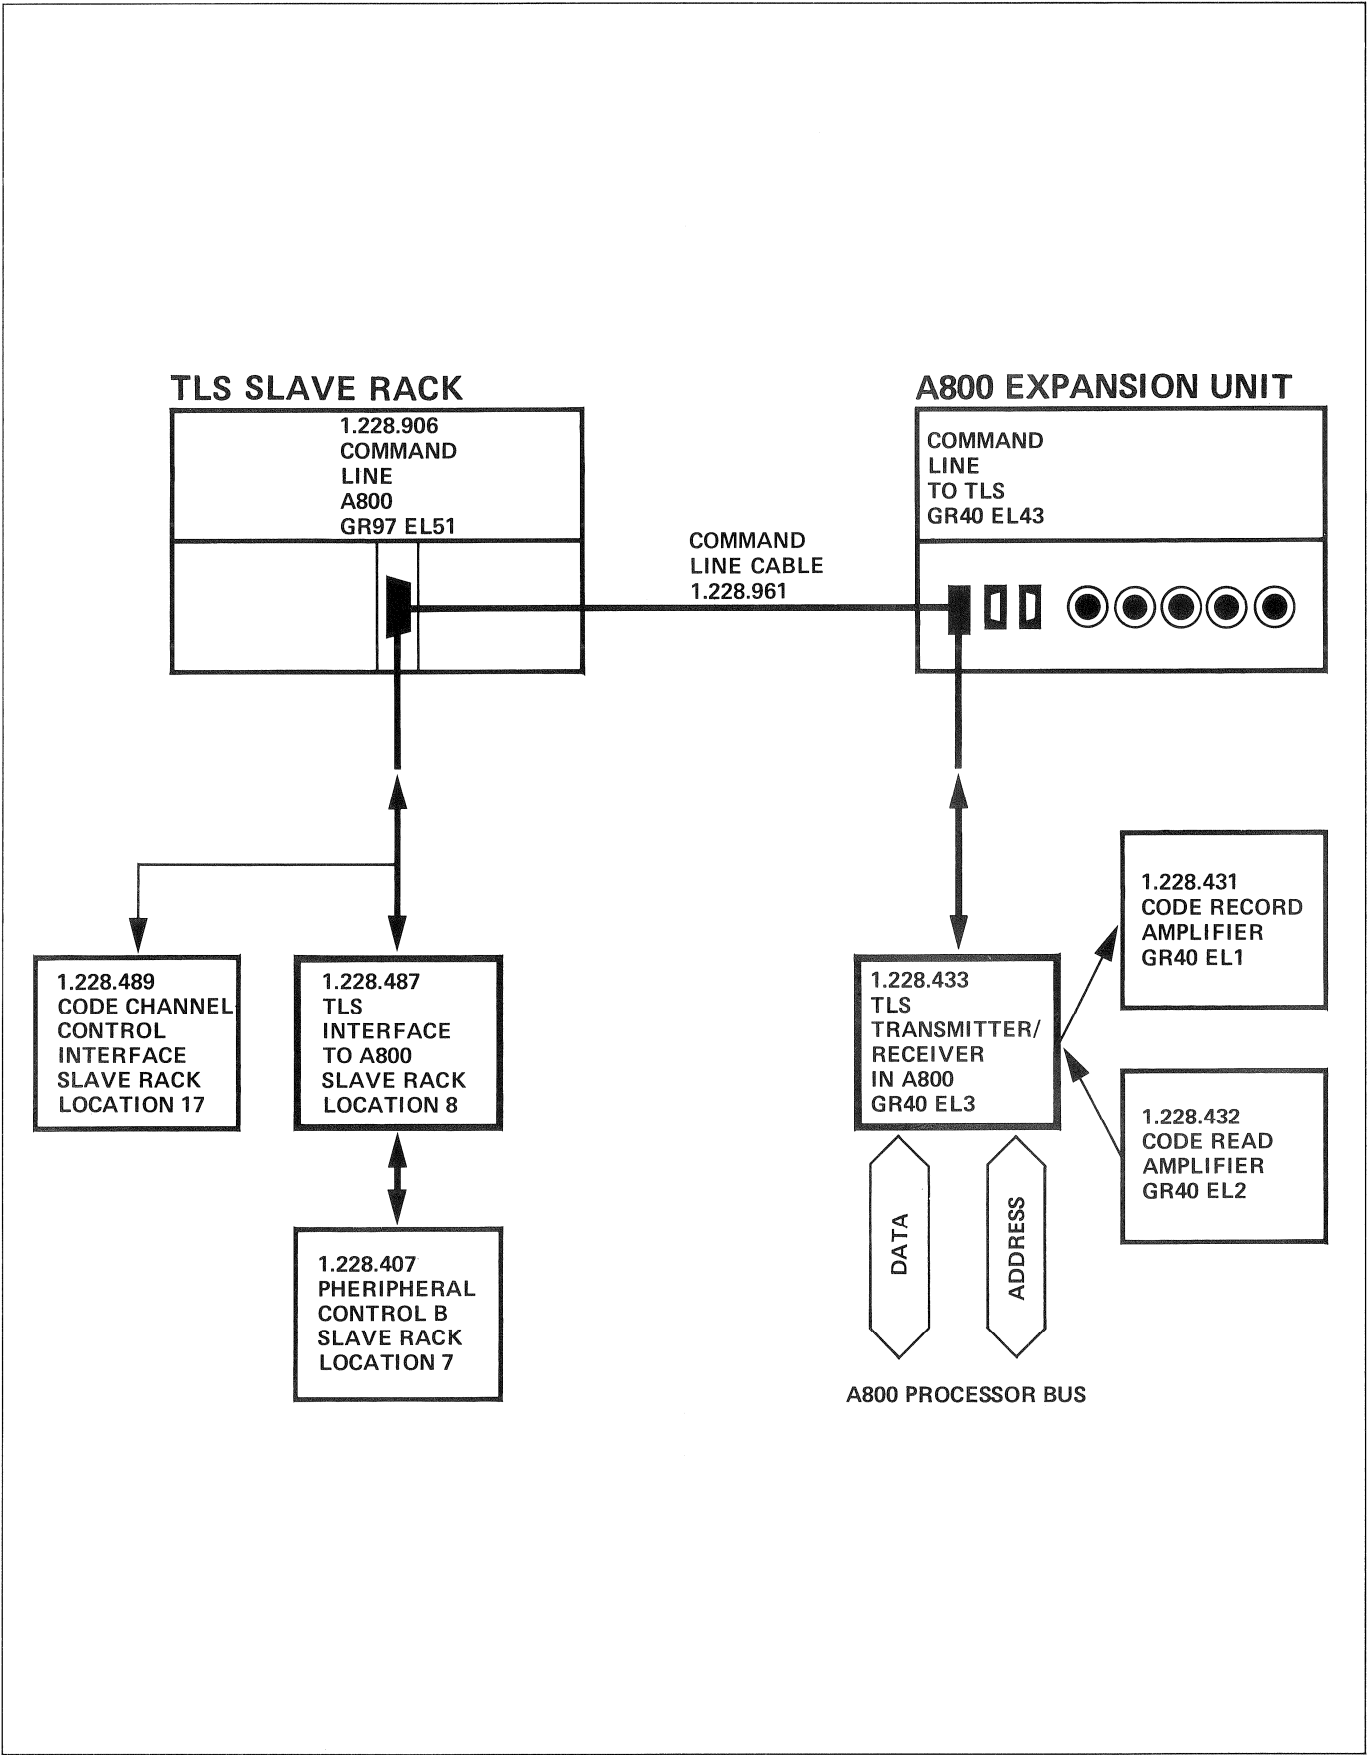 TLS SLAVE RACK
1.228.906
COMMAND
LINE
A800
GR97 EL51
COMMAND
LINE CABLE
1.228.961
A800 EXPANSION UNIT
COMMAND
LINE
TO TLS
GR40 EL43
1.228.489
CODE CHANNEL
CONTROL
INTERFACE
SLAVE RACK
LOCATION 17
1.228.487
TLS
INTERFACE
TO A800
SLAVE RACK
LOCATION 8
1.228.407
PHERIPHERAL
CONTROL B
SLAVE RACK
LOCATION 7
1.228.433
TLS
TRANSMITTER/
RECEIVER
IN A800
GR40 EL3
1.228.431
CODE RECORD
AMPLIFIER
GR40 EL1
1.228.432
CODE READ
AMPLIFIER
GR40 EL2
DATA
ADDRESS
A800 PROCESSOR BUS